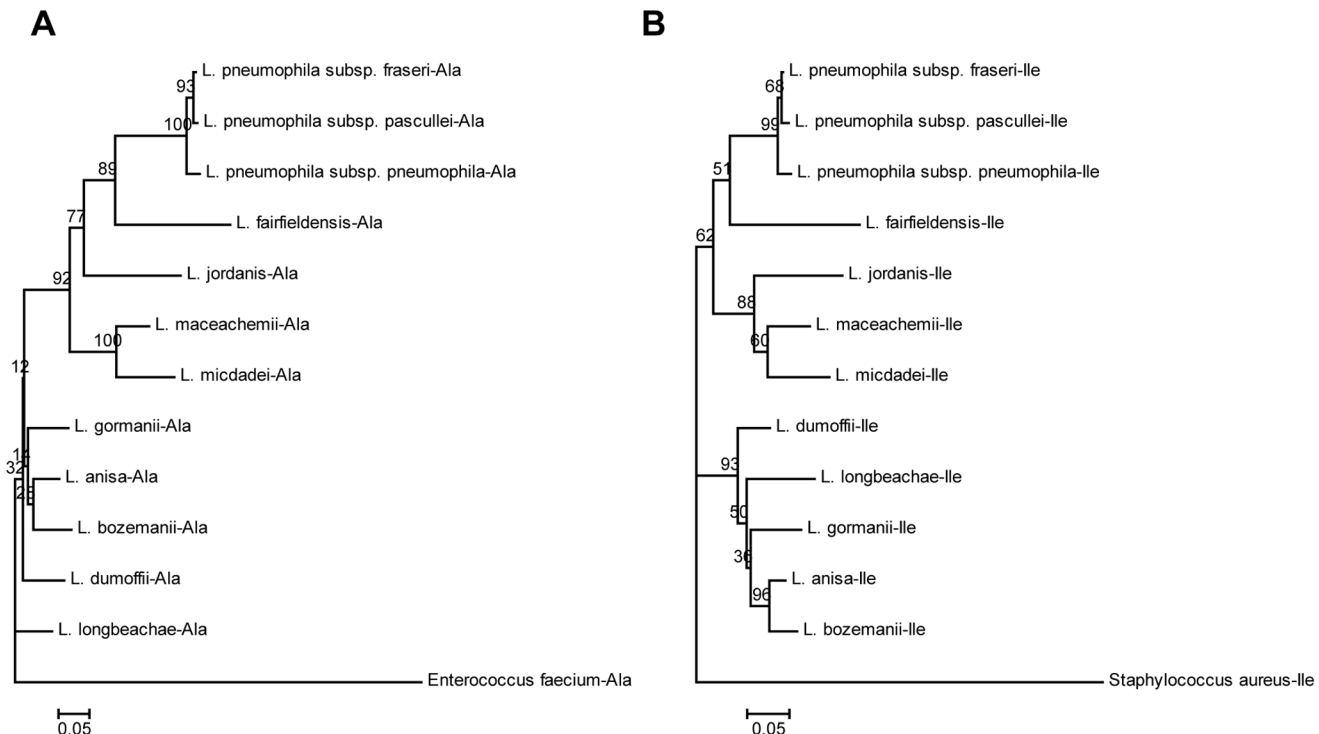 A
93
L. pneumophila subsp. fraseri-Ala
100
L. pneumophila subsp. pascullei-Ala
89
L. pneumophila subsp. pneumophila-Ala
77
L. fairfieldensis-Ala
92
L. jordanis-Ala
L. maceachernii-Ala
100
12
L. micdadei-Ala
L. gormanii-Ala
14
32
L. anisa-Ala
L. bozemanii-Ala
L. dumoffii-Ala
L. longbeachae-Ala
Enterococcus faecium-Ala
0.05
B
68
L. pneumophila subsp. fraseri-Ile
99
L. pneumophila subsp. pascullei-Ile
51
L. pneumophila subsp. pneumophila-Ile
62
L. fairfieldensis-Ile
L. jordanis-Ile
88
L. maceachemii-Ile
60
L. micdadei-Ile
L. dumoffii-Ile
93
L. longbeachae-Ile
50
L. gormanii-Ile
36
L. anisa-Ile
96
L. bozemanii-Ile
Staphylococcus aureus-Ile
0.05